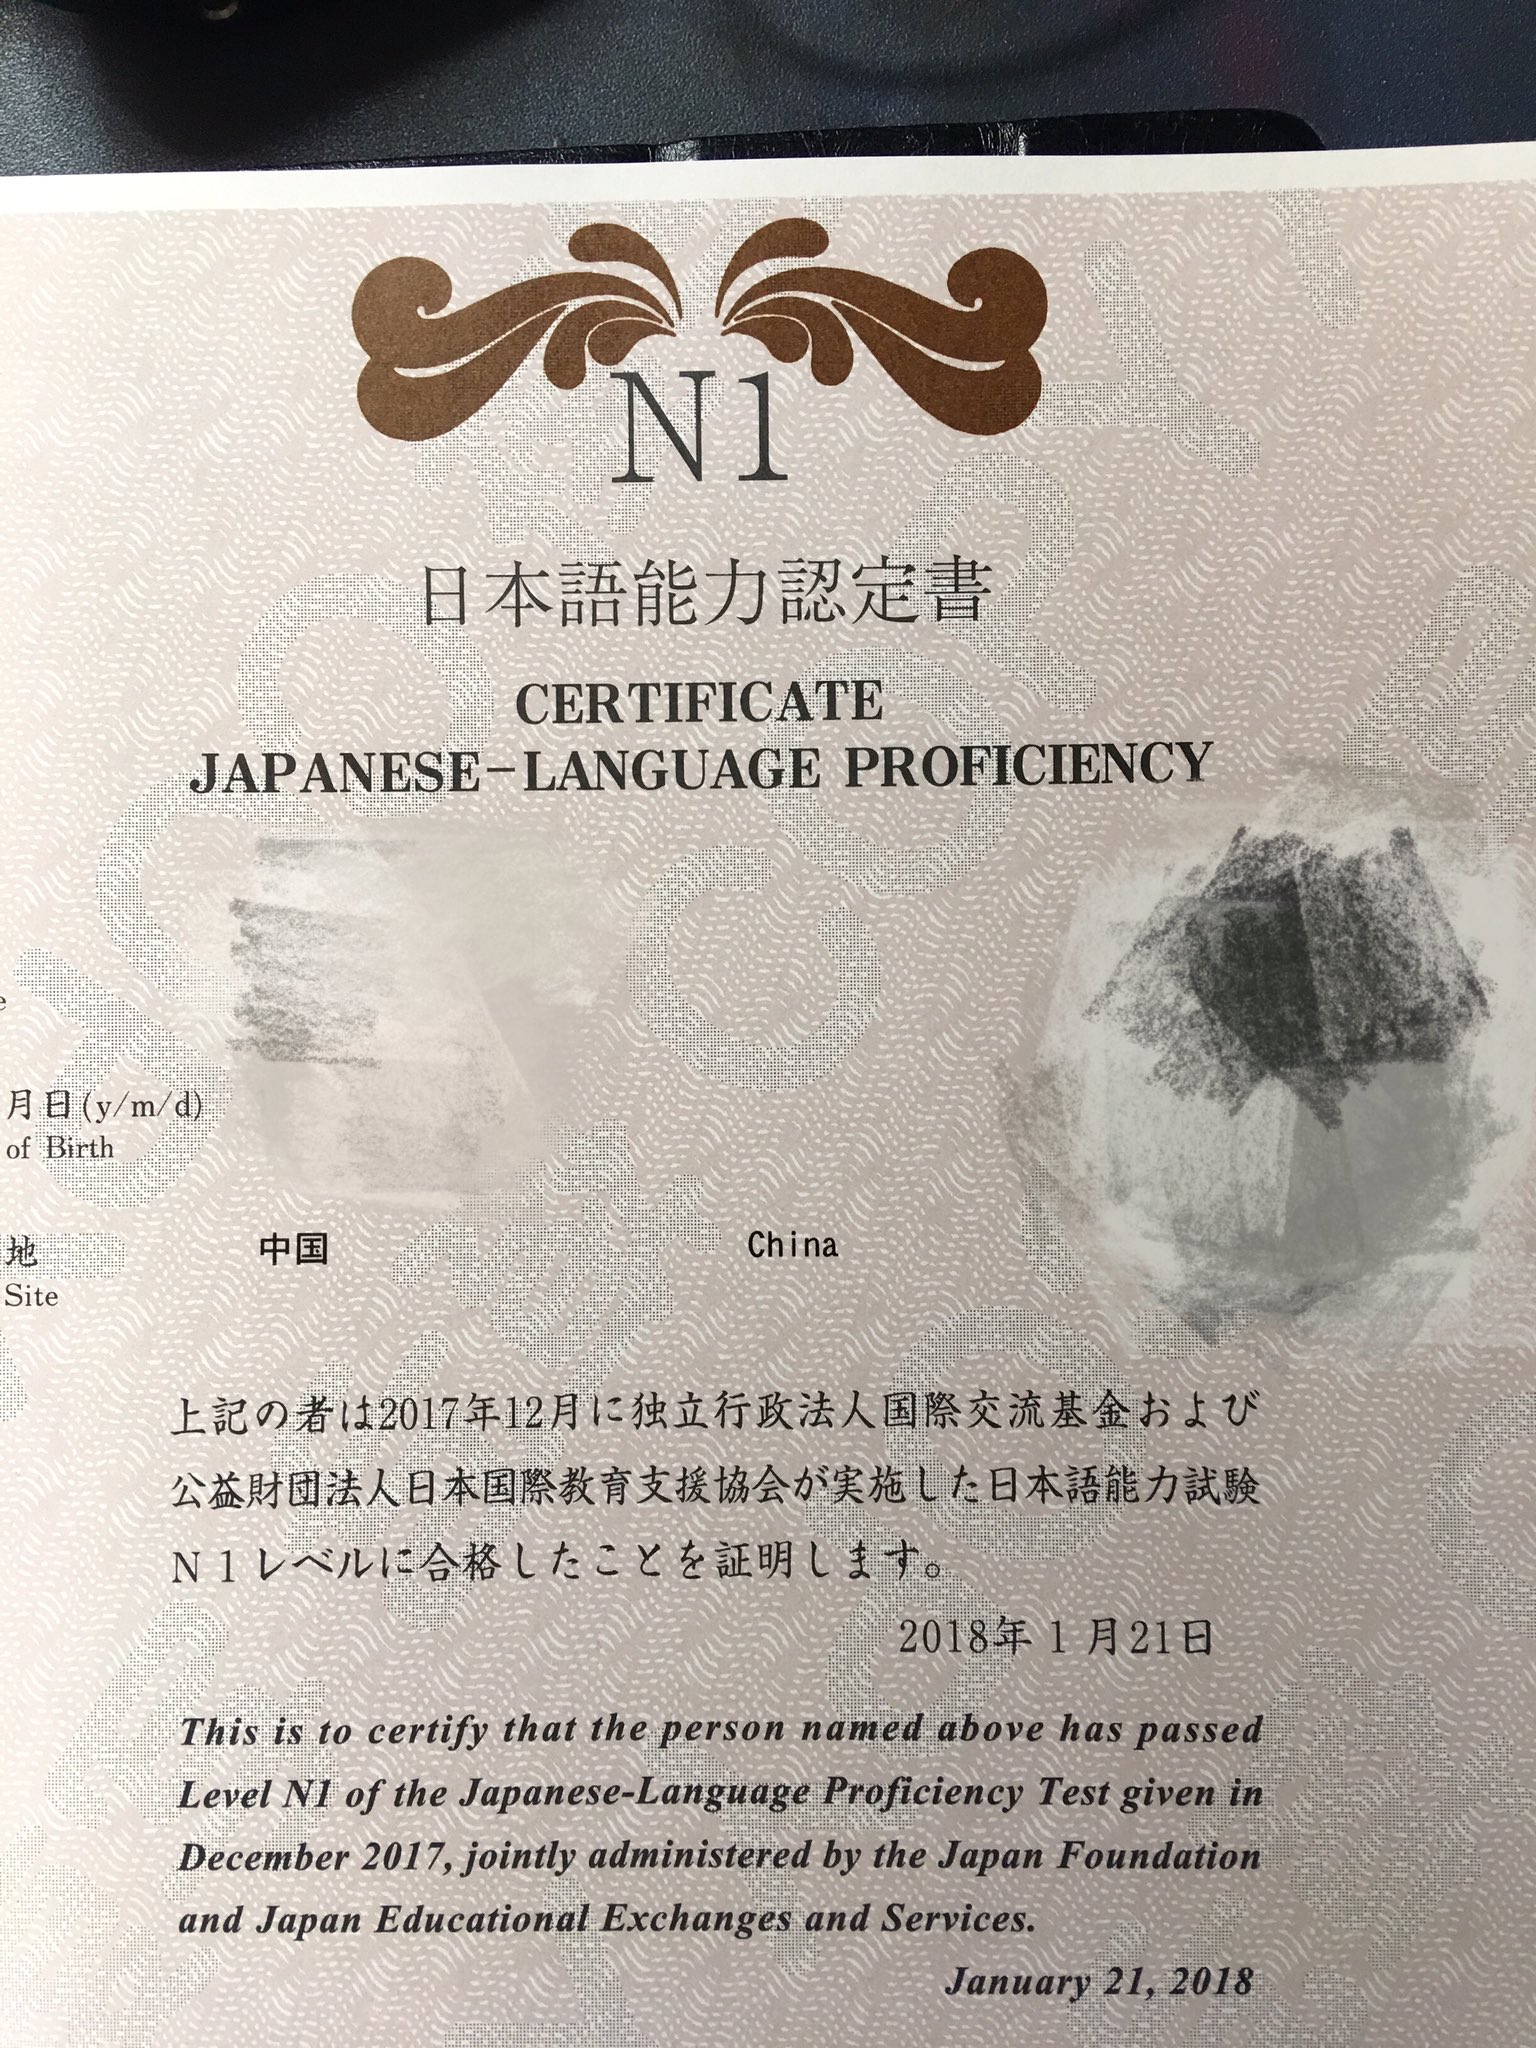 N1
日本語能力認定書
CERTIFICATE
JAPANESE-LANGUAGE PROFICIENCY
月日(y/m/d)
of Birth
地 中国 China
Site
上記の者は2017年12月に独立行政法人国際交流基金および
公益財団法人日本国際教育支援協会が実施した日本語能力試験
N1レベルに合格したことを証明します。
2018年1月21日
This is to certify that the person named above has passed
Level N1 of the Japanese-Language Proficiency Test given in
December 2017, jointly administered by the Japan Foundation
and Japan Educational Exchanges and Services.
January 21, 2018